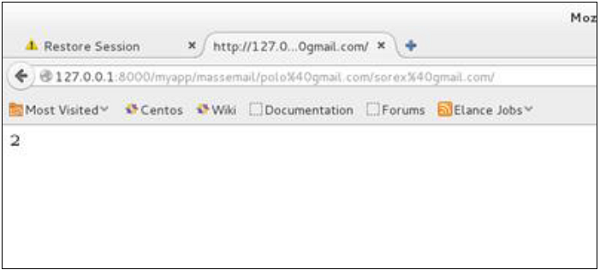 Moz
Restore Session × http://127.0...0gmail.com/ ×
127.0.0.1:8000/myapp/massemail/polo%40gmail.com/sorex%40gmail.com/
Most Visited Centos Wiki Documentation Forums Elance Jobs
2